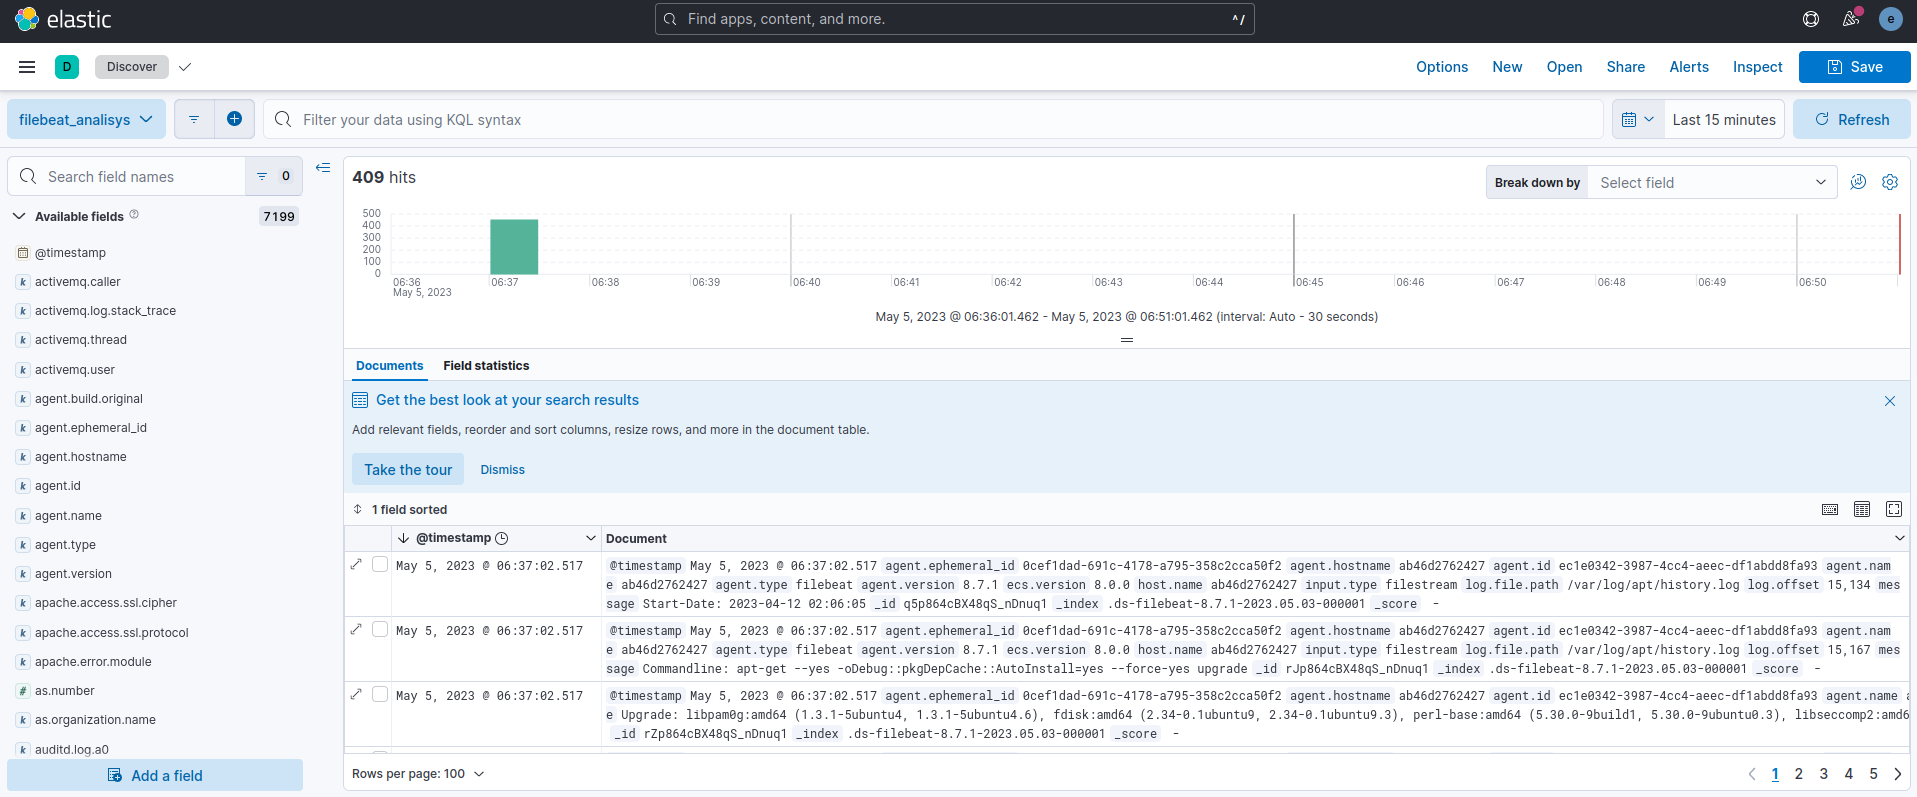 elastic
Find apps, content, and more.
^/
e
D
Discover
Options
New
Open
Share
Alerts
Inspect
Save
filebeat_analisys
Filter your data using KQL syntax
Last 15 minutes
Refresh
Search field names
0
Available fields
7199
@timestamp
k activemq.caller
k activemq.log.stack_trace
k activemq.thread
k activemq.user
k agent.build.original
k agent.ephemeral_id
k agent.hostname
k agent.id
k agent.name
k agent.type
k agent.version
k apache.access.ssl.cipher
k apache.access.ssl.protocol
k apache.error.module
# as.number
k as.organization.name
k auditd.log.a0
Add a field
409 hits
Break down by
Select field
500
400
300
200
100
0
06:36 06:37 06:38 06:39 06:40 06:41 06:42 06:43 06:44 06:45 06:46 06:47 06:48 06:49 06:50
May 5, 2023
May 5, 2023 @ 06:36:01.462 - May 5, 2023 @ 06:51:01.462 (interval: Auto - 30 seconds)
Documents
Field statistics
Get the best look at your search results
Add relevant fields, reorder and sort columns, resize rows, and more in the document table.
Take the tour
Dismiss
1 field sorted
@timestamp
Document
May 5, 2023 @ 06:37:02.517
@timestamp May 5, 2023 @ 06:37:02.517 agent.ephemeral_id 0cef1dad-691c-4178-a795-358c2cca50f2 agent.hostname ab46d2762427 agent.id ec1e0342-3987-4cc4-aeec-df1abdd8fa93 agent.nam
e ab46d2762427 agent.type filebeat agent.version 8.7.1 ecs.version 8.0.0 host.name ab46d2762427 input.type filestream log.file.path /var/log/apt/history.log log.offset 15,134 mes
sage Start-Date: 2023-04-12 02:06:05 _id q5p864cBX48qS_nDnuq1 _index .ds-filebeat-8.7.1-2023.05.03-000001 _score -
May 5, 2023 @ 06:37:02.517
@timestamp May 5, 2023 @ 06:37:02.517 agent.ephemeral_id 0cef1dad-691c-4178-a795-358c2cca50f2 agent.hostname ab46d2762427 agent.id ec1e0342-3987-4cc4-aeec-df1abdd8fa93 agent.nam
e ab46d2762427 agent.type filebeat agent.version 8.7.1 ecs.version 8.0.0 host.name ab46d2762427 input.type filestream log.file.path /var/log/apt/history.log log.offset 15,167 mes
sage Commandline: apt-get --yes -oDebug::pkgDepCache::AutoInstall=yes --force-yes upgrade _id rJp864cBX48qS_nDnuq1 _index .ds-filebeat-8.7.1-2023.05.03-000001 _score -
May 5, 2023 @ 06:37:02.517
@timestamp May 5, 2023 @ 06:37:02.517 agent.ephemeral_id 0cef1dad-691c-4178-a795-358c2cca50f2 agent.hostname ab46d2762427 agent.id ec1e0342-3987-4cc4-aeec-df1abdd8fa93 agent.name a
e Upgrade: libpam0g:amd64 (1.3.1-5ubuntu4, 1.3.1-5ubuntu4.6), fdisk:amd64 (2.34-0.1ubuntu9, 2.34-0.1ubuntu9.3), perl-base:amd64 (5.30.0-9build1, 5.30.0-9ubuntu0.3), libseccomp2:amd6
_id rZp864cBX48qS_nDnuq1 _index .ds-filebeat-8.7.1-2023.05.03-000001 _score -
Rows per page: 100
1 2 3 4 5